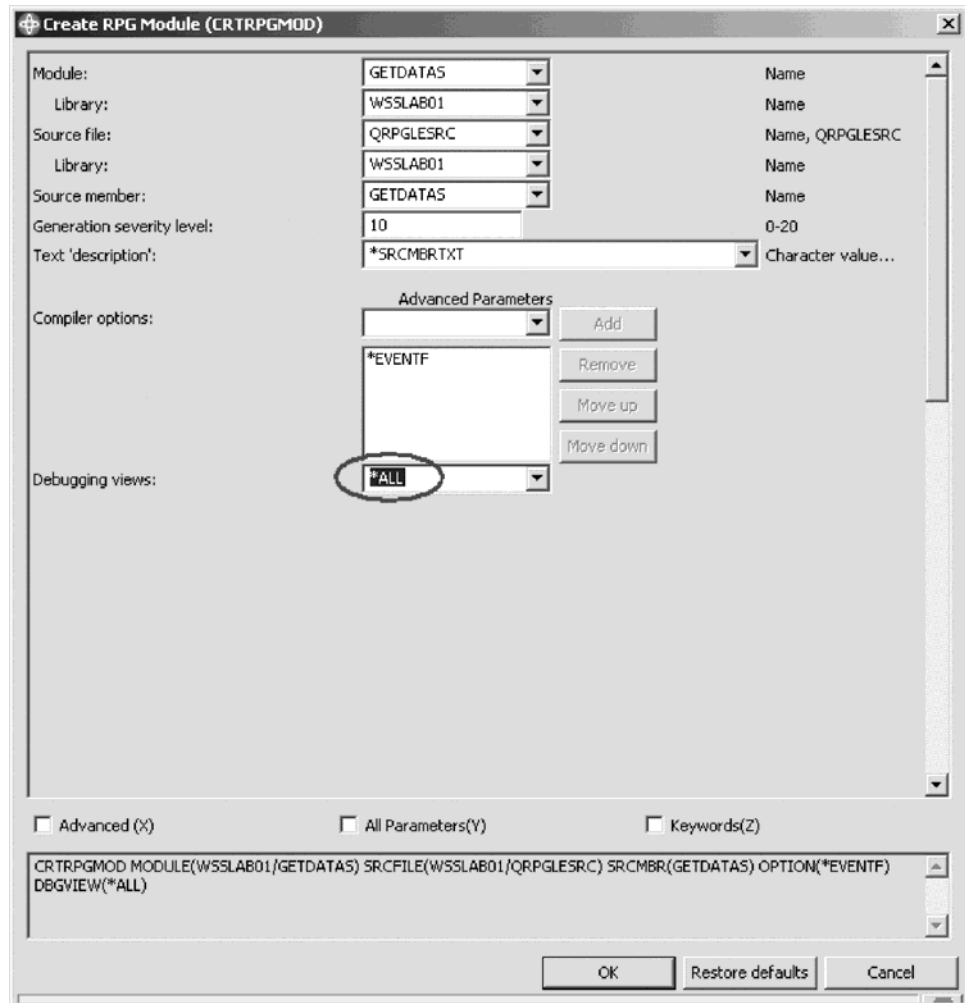 Create RPG Module (CRTRPGMOD)
Module: GETDATAS Name
Library: WSSLAB01 Name
Source file: QRPGLESRC Name, QRPGLESRC
Library: WSSLAB01 Name
Source member: GETDATAS Name
Generation severity level: 10 0-20
Text 'description': *SRCMBRTXT Character value...
Advanced Parameters
Compiler options: Add
*EVENTF Remove
Move up
Move down
Debugging views: *ALL
Advanced (X) All Parameters(Y) Keywords(Z)
CRTRPGMOD MODULE(WSSLAB01/GETDATAS) SRCFILE(WSSLAB01/QRPGLESRC) SRCMBR(GETDATAS) OPTION(*EVENTF)
DBGVIEW(*ALL)
OK Restore defaults Cancel